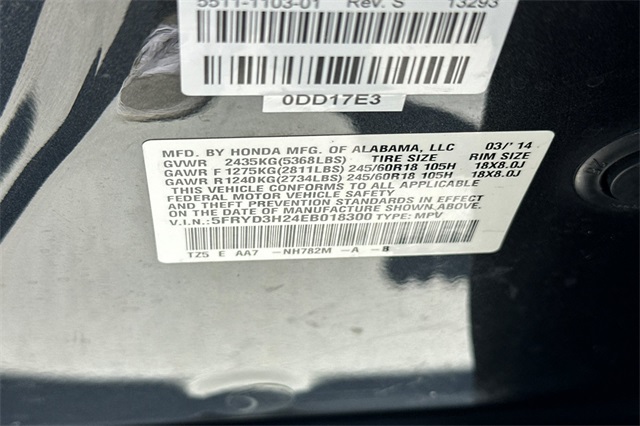 5511-1103-01 Rev. S 13293
0DD17E3
MFD. BY HONDA MFG. OF ALABAMA, LLC 03/'14
GVWR 2435KG(5368LBS) TIRE SIZE RIM SIZE
GAWR F 1275KG(2811LBS) 245/60R18 105H 18X8.0J
GAWR R 1240KG(2734LBS) 245/60R18 105H 18X8.0J
THIS VEHICLE CONFORMS TO ALL APPLICABLE
FEDERAL MOTOR VEHICLE SAFETY
AND THEFT PREVENTION STANDARDS IN EFFECT
ON THE DATE OF MANUFACTURE SHOWN ABOVE.
V.I.N.:5FRYD3H24EB018300 TYPE: MPV
TZ5 E AA7 -NH782M -A -B